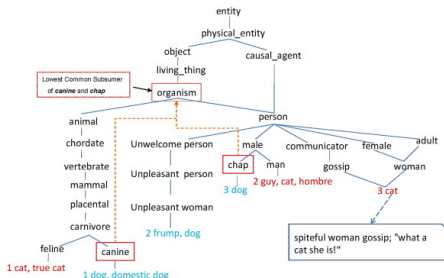 entity
physical_entity
object
causal_agent
living_thing
Lowest Common Subsumer
of canine and chap
organism
person
animal
chordate
vertebrate
mammal
placental
carnivore
feline
canine
1 cat, true cat
1 dog, domestic dog
Unwelcome person
Unpleasant person
Unpleasant woman
2 frump, dog
male
chap
man
3 dog
2 guy, cat, hombre
communicator
gossip
female
adult
woman
3 cat
spiteful woman gossip; "what a
cat she is!"